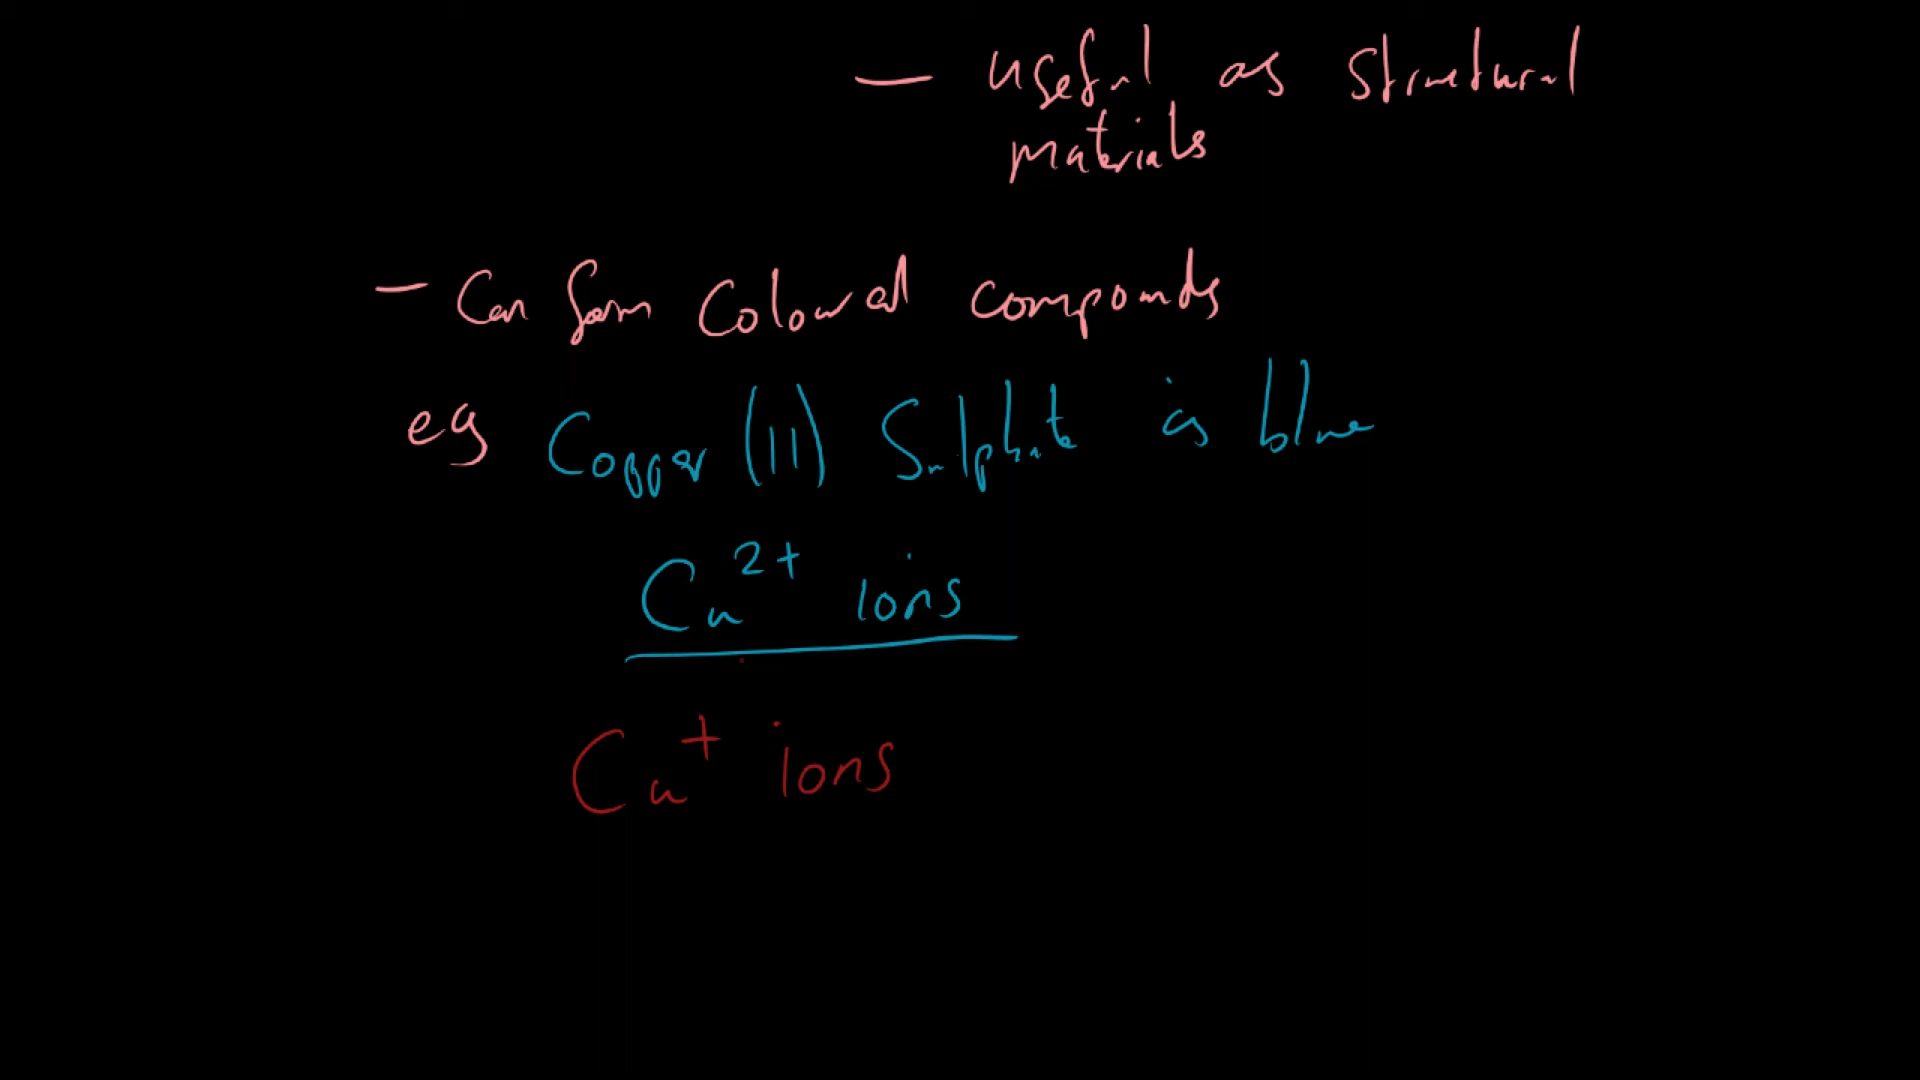 — useful as structural
materials
- Can form coloured compounds
eg Copper (II) Sulphate is blue
Cu²⁺ ions
Cu⁺ ions